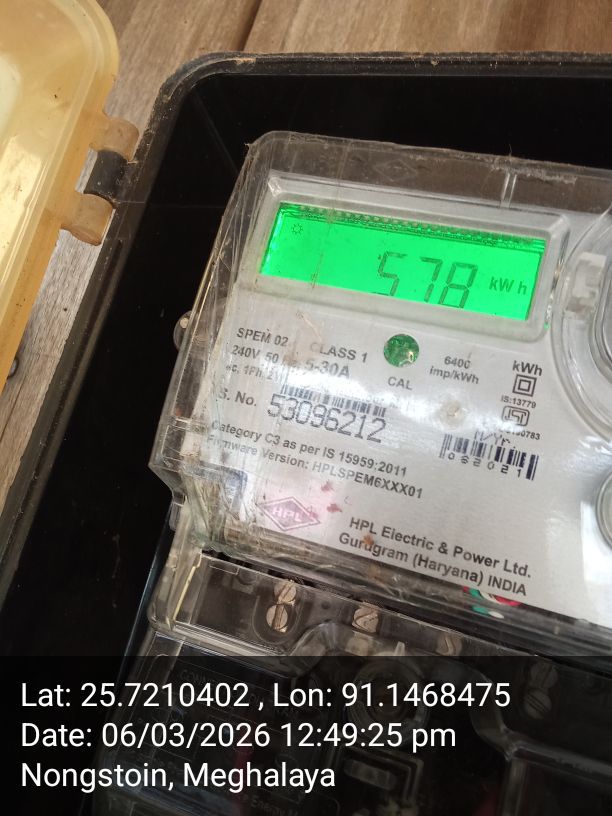 578 kWh
SPEM 02 CLASS 1
240V 5-30A
6400
imp/kWh
CAL
kWh
IS:13779
S. No. 53096212
Category C3 as per IS 15959:2011
Firmware Version: HPLSPEM6XXX01
M/Yr.
062021
HPL
HPL Electric & Power Ltd.
Gurugram (Haryana) INDIA
Lat: 25.7210402 , Lon: 91.1468475
Date: 06/03/2026 12:49:25 pm
Nongstoin, Meghalaya